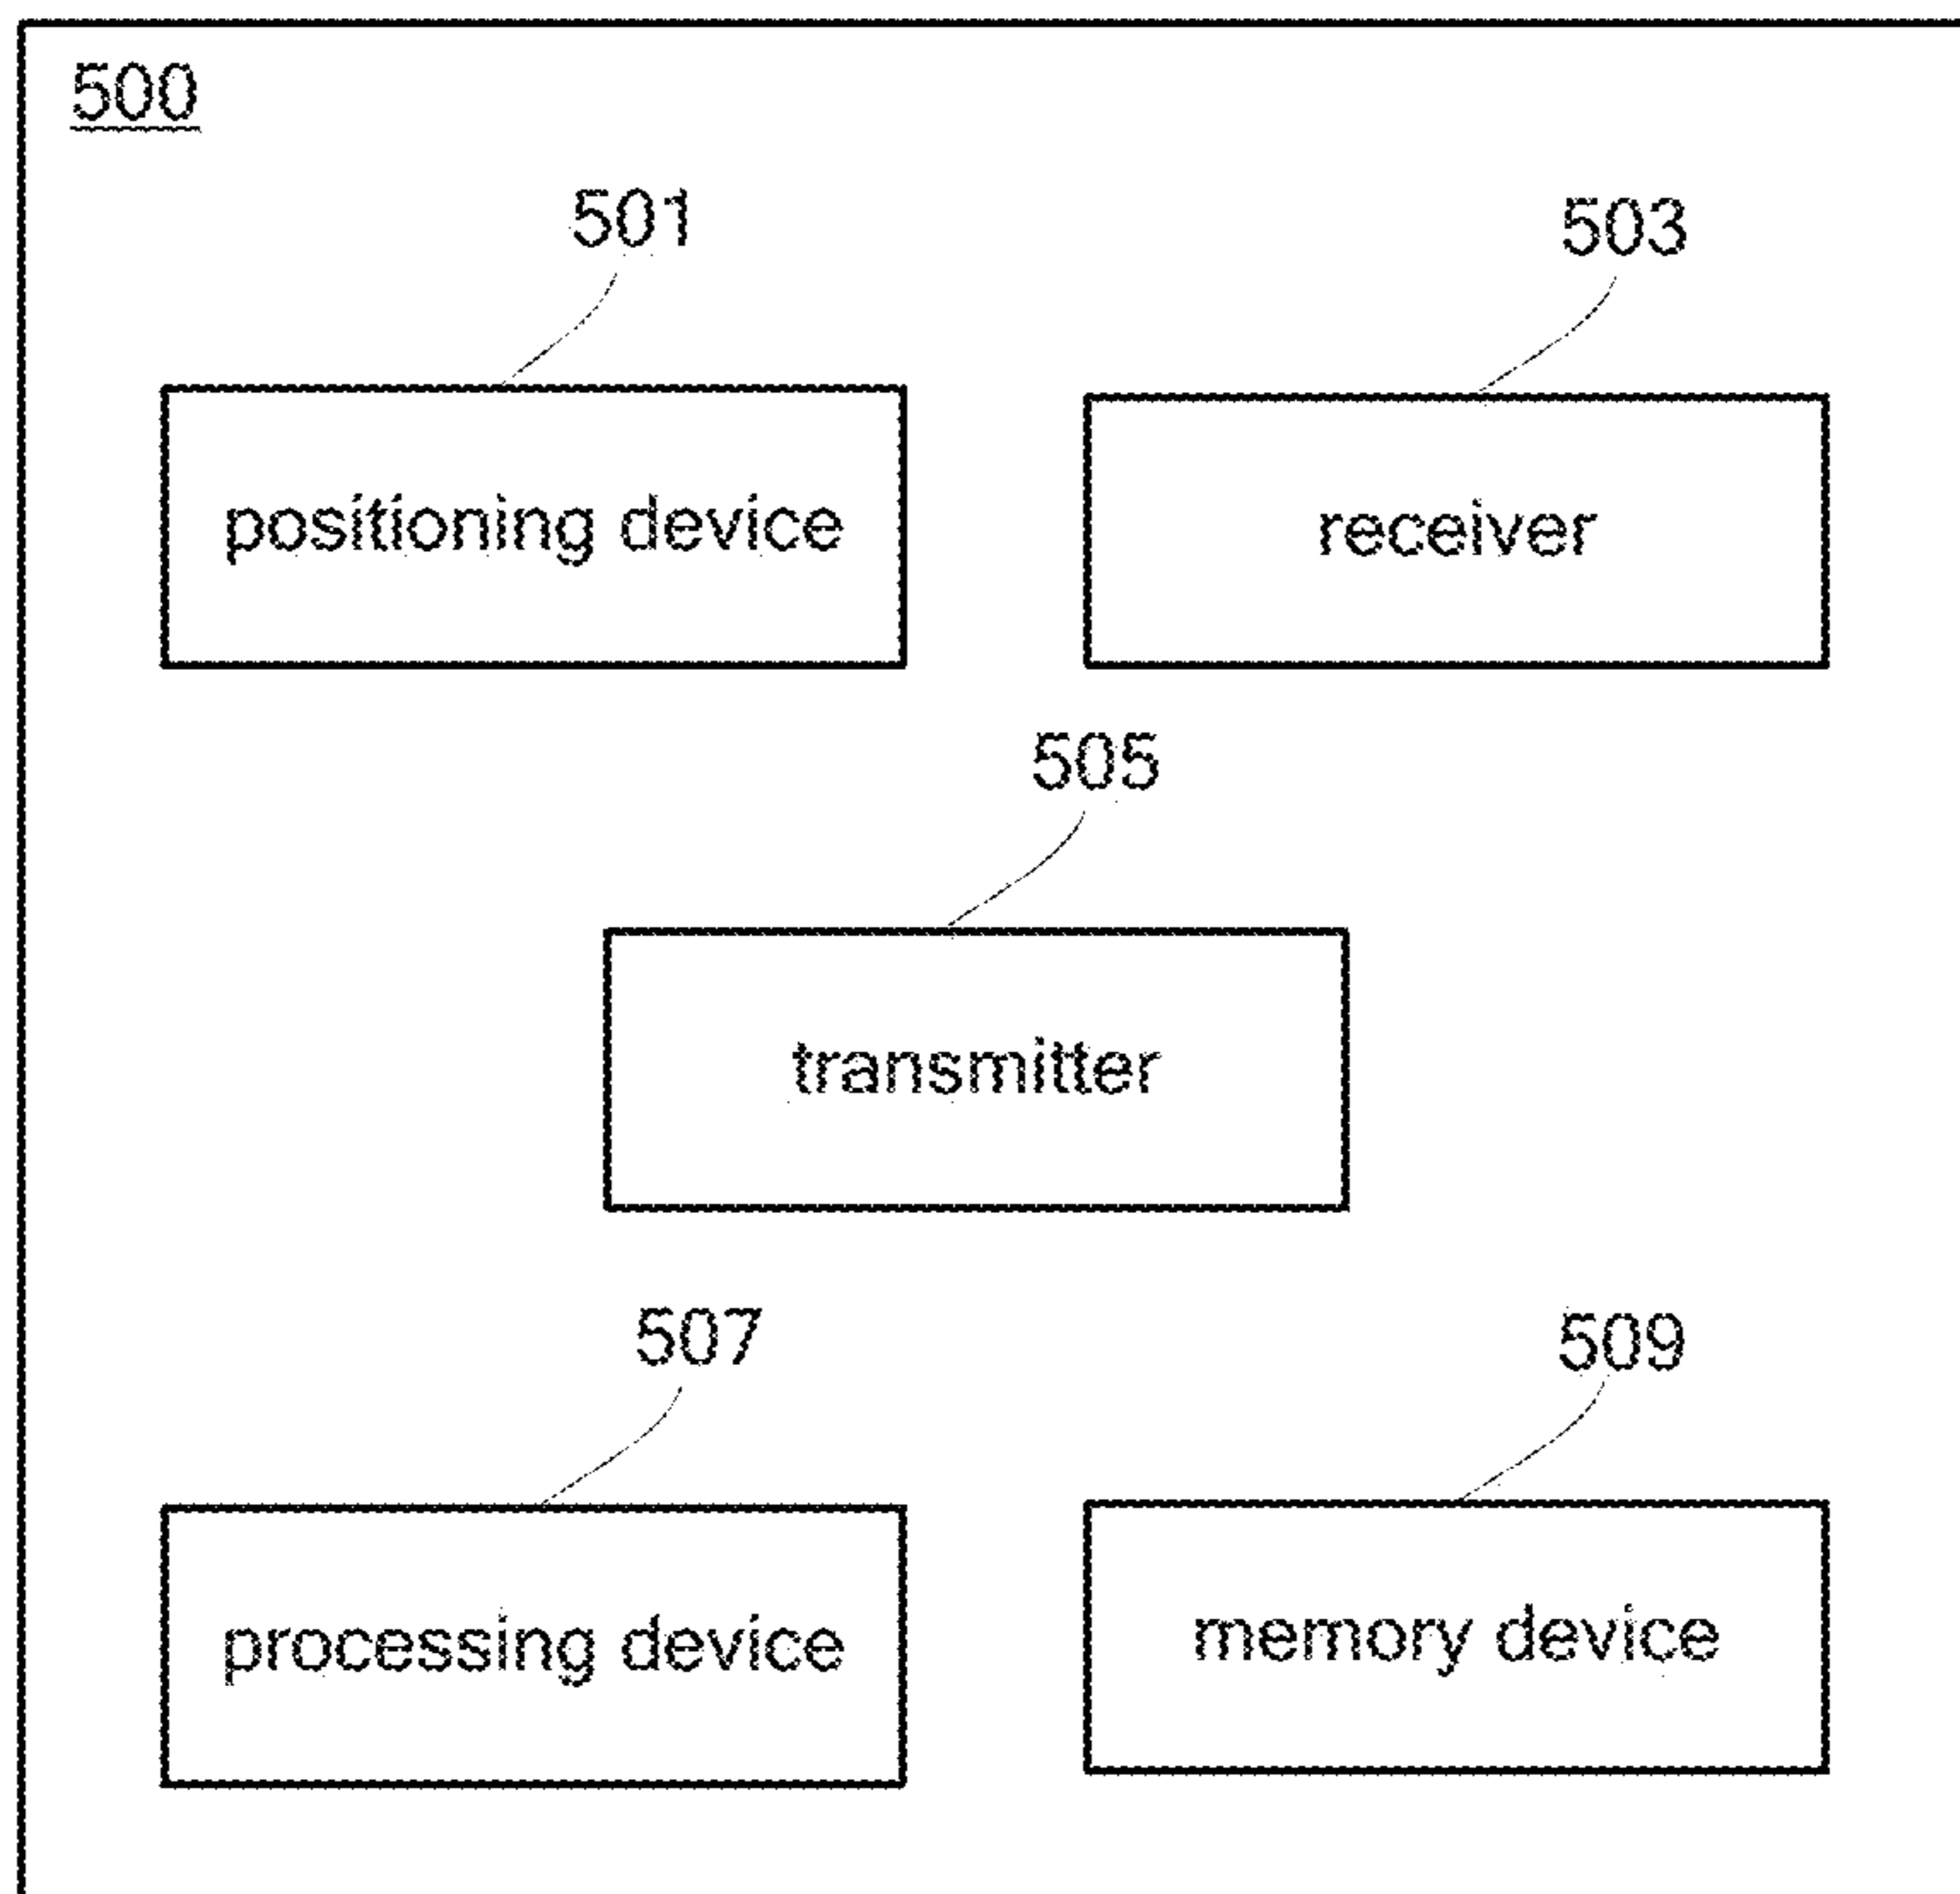 500
501
503
positioning device
receiver
505
transmitter
507
509
processing device
memory device